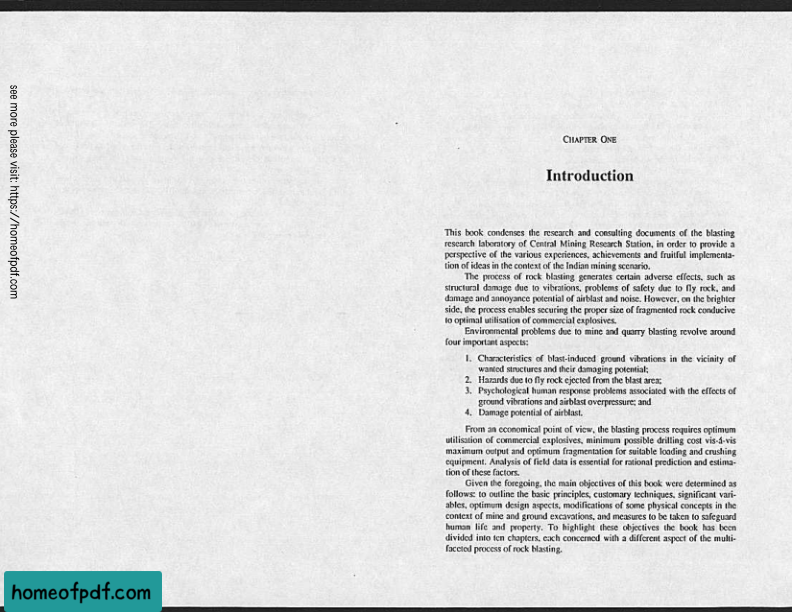 see more please visit: https://homeofpdf.com
CHAPTER ONE
Introduction
This book condenses the research and consulting documents of the blasting
research laboratory of Central Mining Research Station, in order to provide a
perspective of the various experiences, achievements and fruitful implementa-
tion of ideas in the context of the Indian mining scenario.
The process of rock blasting generates certain adverse effects, such as
structural damage due to vibrations, problems of safety due to fly rock, and
damage and annoyance potential of airblast and noise. However, on the brighter
side, the process enables securing the proper size of fragmented rock conducive
to optimal utilisation of commercial explosives.
Environmental problems due to mine and quarry blasting revolve around
four important aspects:
1. Characteristics of blast-induced ground vibrations in the vicinity of
wanted structures and their damaging potential;
2. Hazards due to fly rock ejected from the blast area;
3. Psychological human response problems associated with the effects of
ground vibrations and airblast overpressure; and
4. Damage potential of airblast.
From an economical point of view, the blasting process requires optimum
utilisation of commercial explosives, minimum possible drilling cost vis-á-vis
maximum output and optimum fragmentation for suitable loading and crushing
equipment. Analysis of field data is essential for rational prediction and estima-
tion of these factors.
Given the foregoing, the main objectives of this book were determined as
follows: to outline the basic principles, customary techniques, significant vari-
ables, optimum design aspects, modifications of some physical concepts in the
context of mine and ground excavations, and measures to be taken to safeguard
human life and property. To highlight these objectives the book has been
divided into ten chapters, each concerned with a different aspect of the multi-
faceted process of rock blasting.
homeofpdf.com